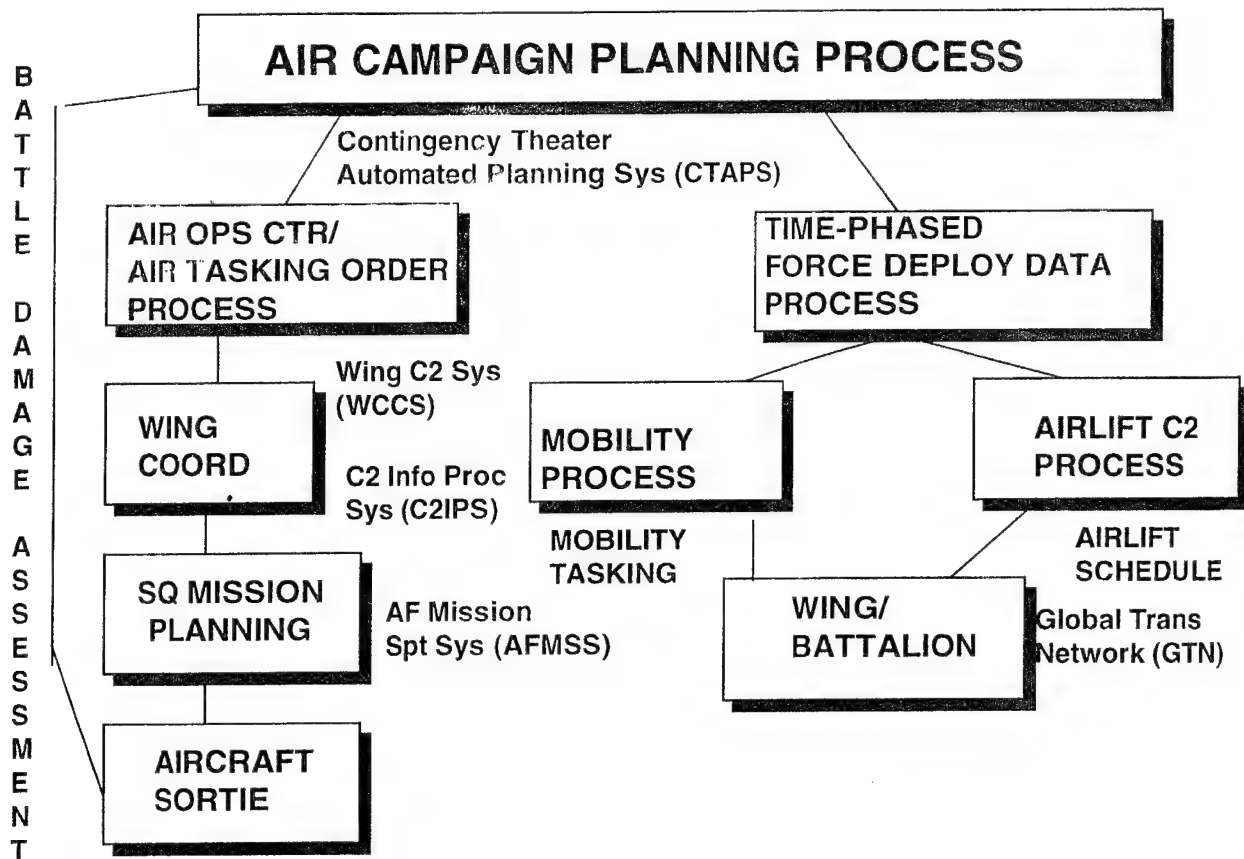 AIR CAMPAIGN PLANNING PROCESS
BATTLE DAMAGE ASSESSMENT
Contingency Theater
Automated Planning Sys (CTAPS)
AIR OPS CTR/
AIR TASKING ORDER
PROCESS
TIME-PHASED
FORCE DEPLOY DATA
PROCESS
Wing C2 Sys
(WCCS)
WING
COORD
C2 Info Proc
Sys (C2IPS)
MOBILITY
PROCESS
AIRLIFT C2
PROCESS
MOBILITY
TASKING
AIRLIFT
SCHEDULE
SQ MISSION
PLANNING
AF Mission
Spt Sys (AFMSS)
WING/
BATTALION
Global Trans
Network (GTN)
AIRCRAFT
SORTIE